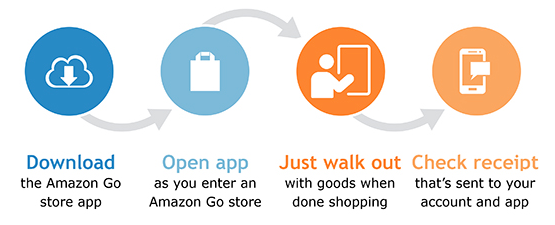 Download
the Amazon Go
store app
Open app
as you enter an
Amazon Go store
Just walk out
with goods when
done shopping
Check receipt
that's sent to your
account and app